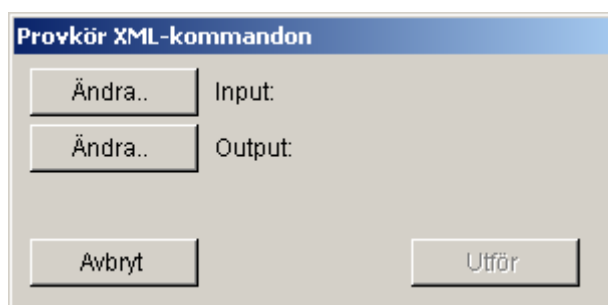 Provkör XML-kommandon
Ändra.. Input:
Ändra.. Output:
Avbryt Utför